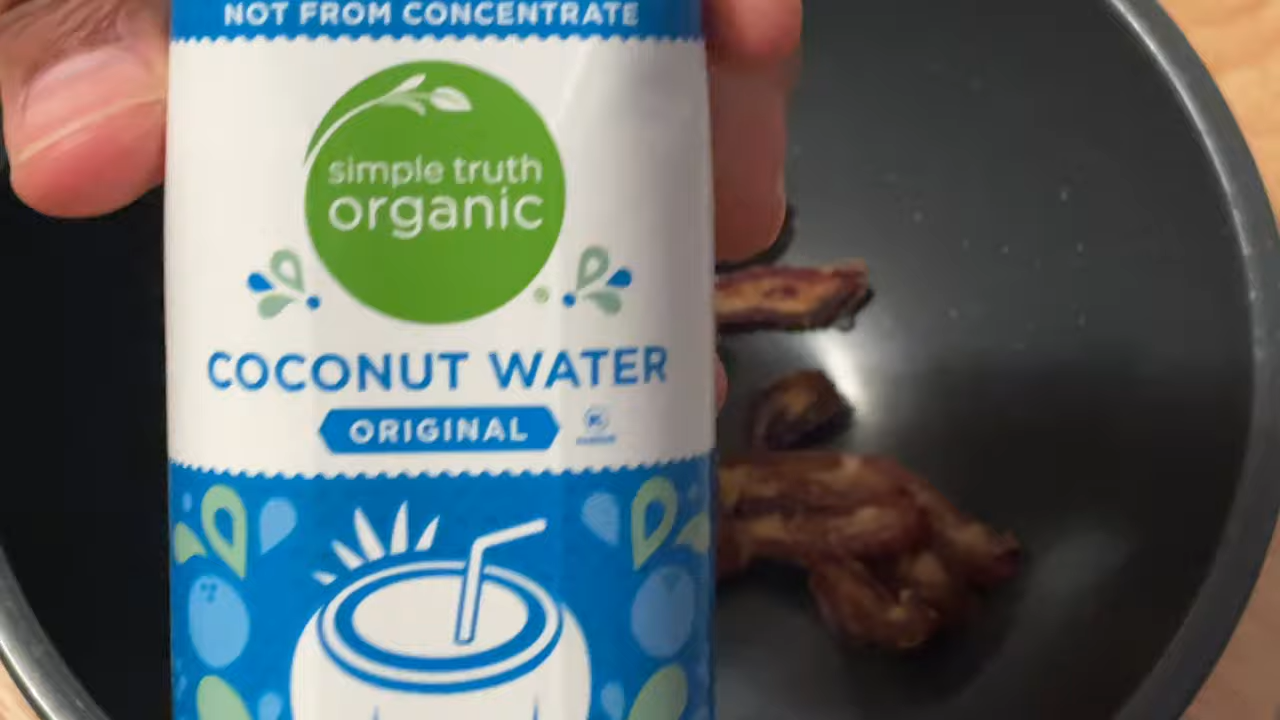 NOT FROM CONCENTRATE
simple truth
organic
COCONUT WATER
ORIGINAL